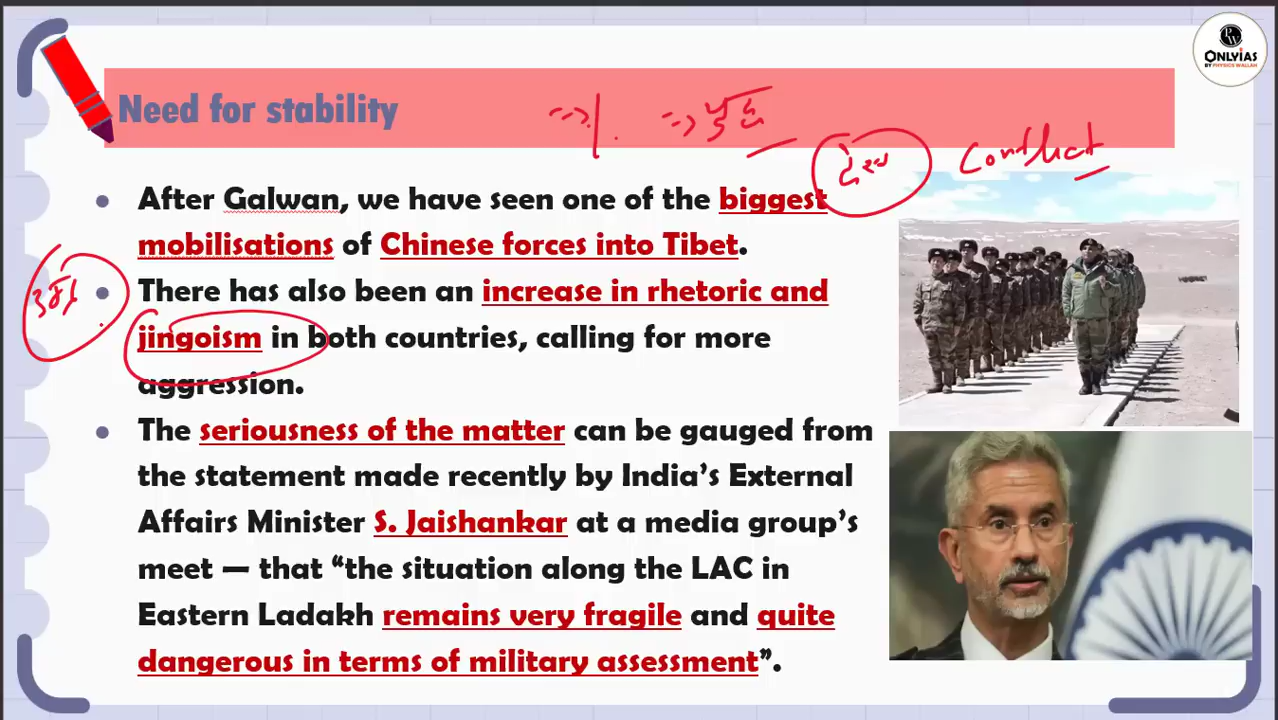 PW
ONLYIAS
BY PHYSICS WALLAH
Need for stability
Conflict
• After Galwan, we have seen one of the biggest
mobilisations of Chinese forces into Tibet.
• There has also been an increase in rhetoric and
jingoism in both countries, calling for more
aggression.
• The seriousness of the matter can be gauged from
the statement made recently by India’s External
Affairs Minister S. Jaishankar at a media group’s
meet — that “the situation along the LAC in
Eastern Ladakh remains very fragile and quite
dangerous in terms of military assessment”.